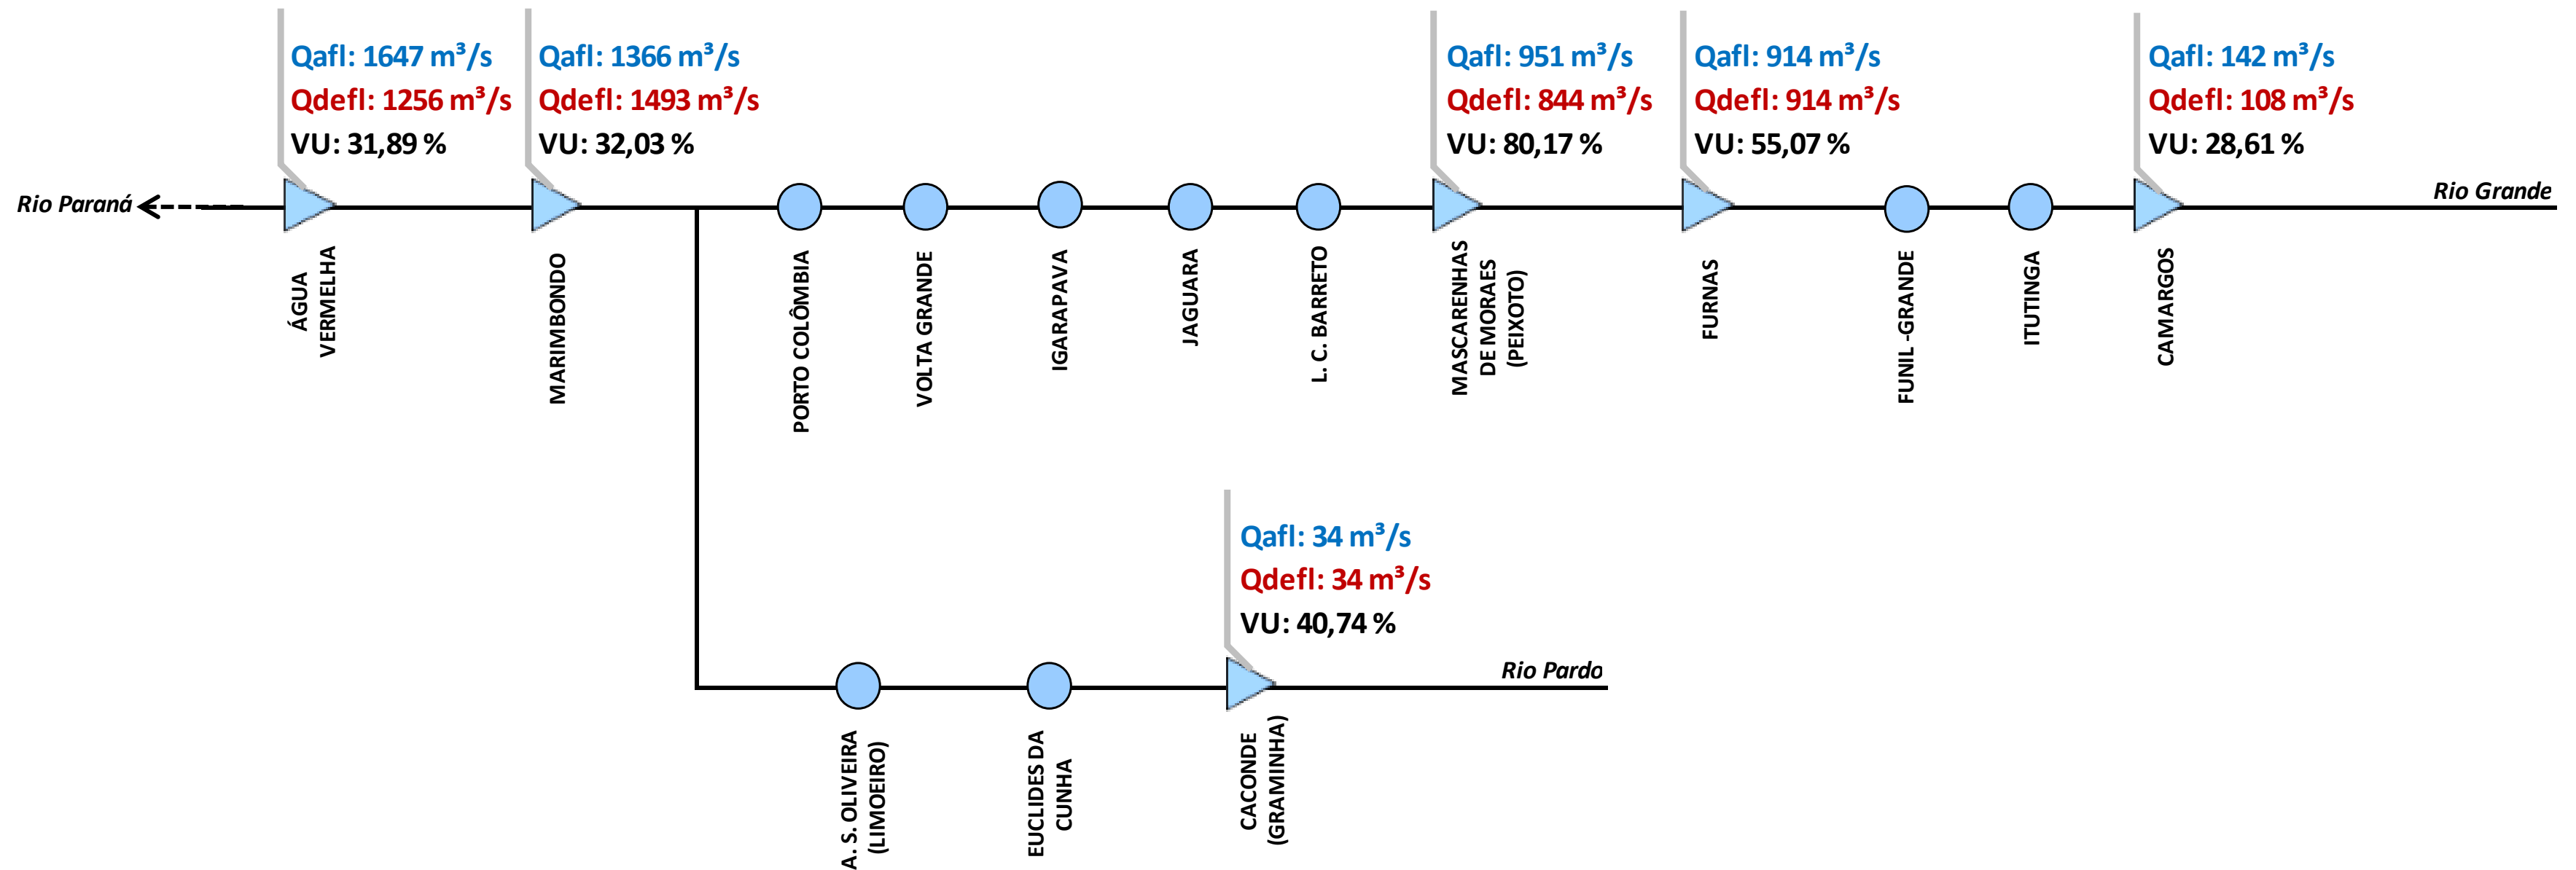 Qafl: 1647 m³/s
Qdefl: 1256 m³/s
VU: 31,89 %
Qafl: 1366 m³/s
Qdefl: 1493 m³/s
VU: 32,03 %
Qafl: 951 m³/s
Qdefl: 844 m³/s
VU: 80,17 %
Qafl: 914 m³/s
Qdefl: 914 m³/s
VU: 55,07 %
Qafl: 142 m³/s
Qdefl: 108 m³/s
VU: 28,61 %
Rio Paraná
Rio Grande
ÁGUA
VERMELHA
MARIMBONDO
PORTO COLÔMBIA
VOLTA GRANDE
IGARAPAVA
JAGUARA
L. C. BARRETO
MASCARENHAS
DE MORAES
(PEIXOTO)
FURNAS
FUNIL -GRANDE
ITUTINGA
CAMARGOS
Qafl: 34 m³/s
Qdefl: 34 m³/s
VU: 40,74 %
Rio Pardo
A. S. OLIVEIRA
(LIMOEIRO)
EUCLIDES DA
CUNHA
CACONDE
(GRAMINHA)